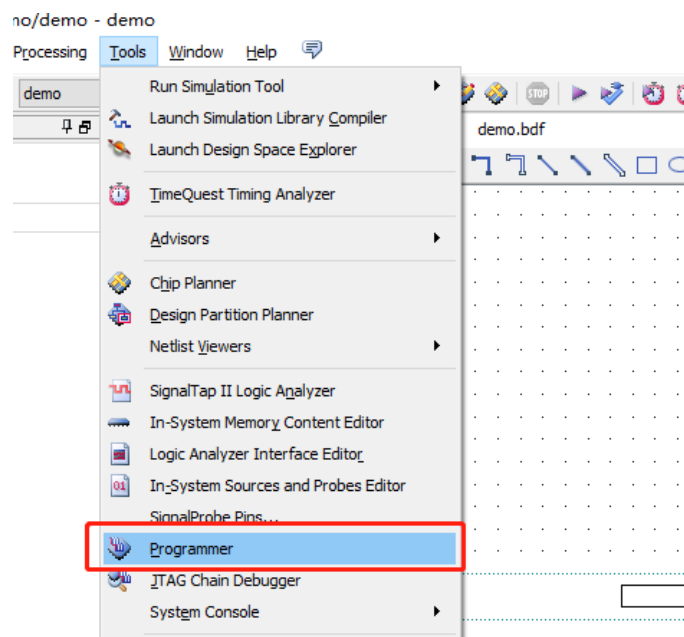 no/demo - demo
Processing Tools Window Help
demo
STOP
demo.bdf
Run Simulation Tool
Launch Simulation Library Compiler
Launch Design Space Explorer
TimeQuest Timing Analyzer
Advisors
Chip Planner
Design Partition Planner
Netlist Viewers
SignalTap II Logic Analyzer
In-System Memory Content Editor
Logic Analyzer Interface Editor
In-System Sources and Probes Editor
SignalProbe Pins...
Programmer
JTAG Chain Debugger
System Console